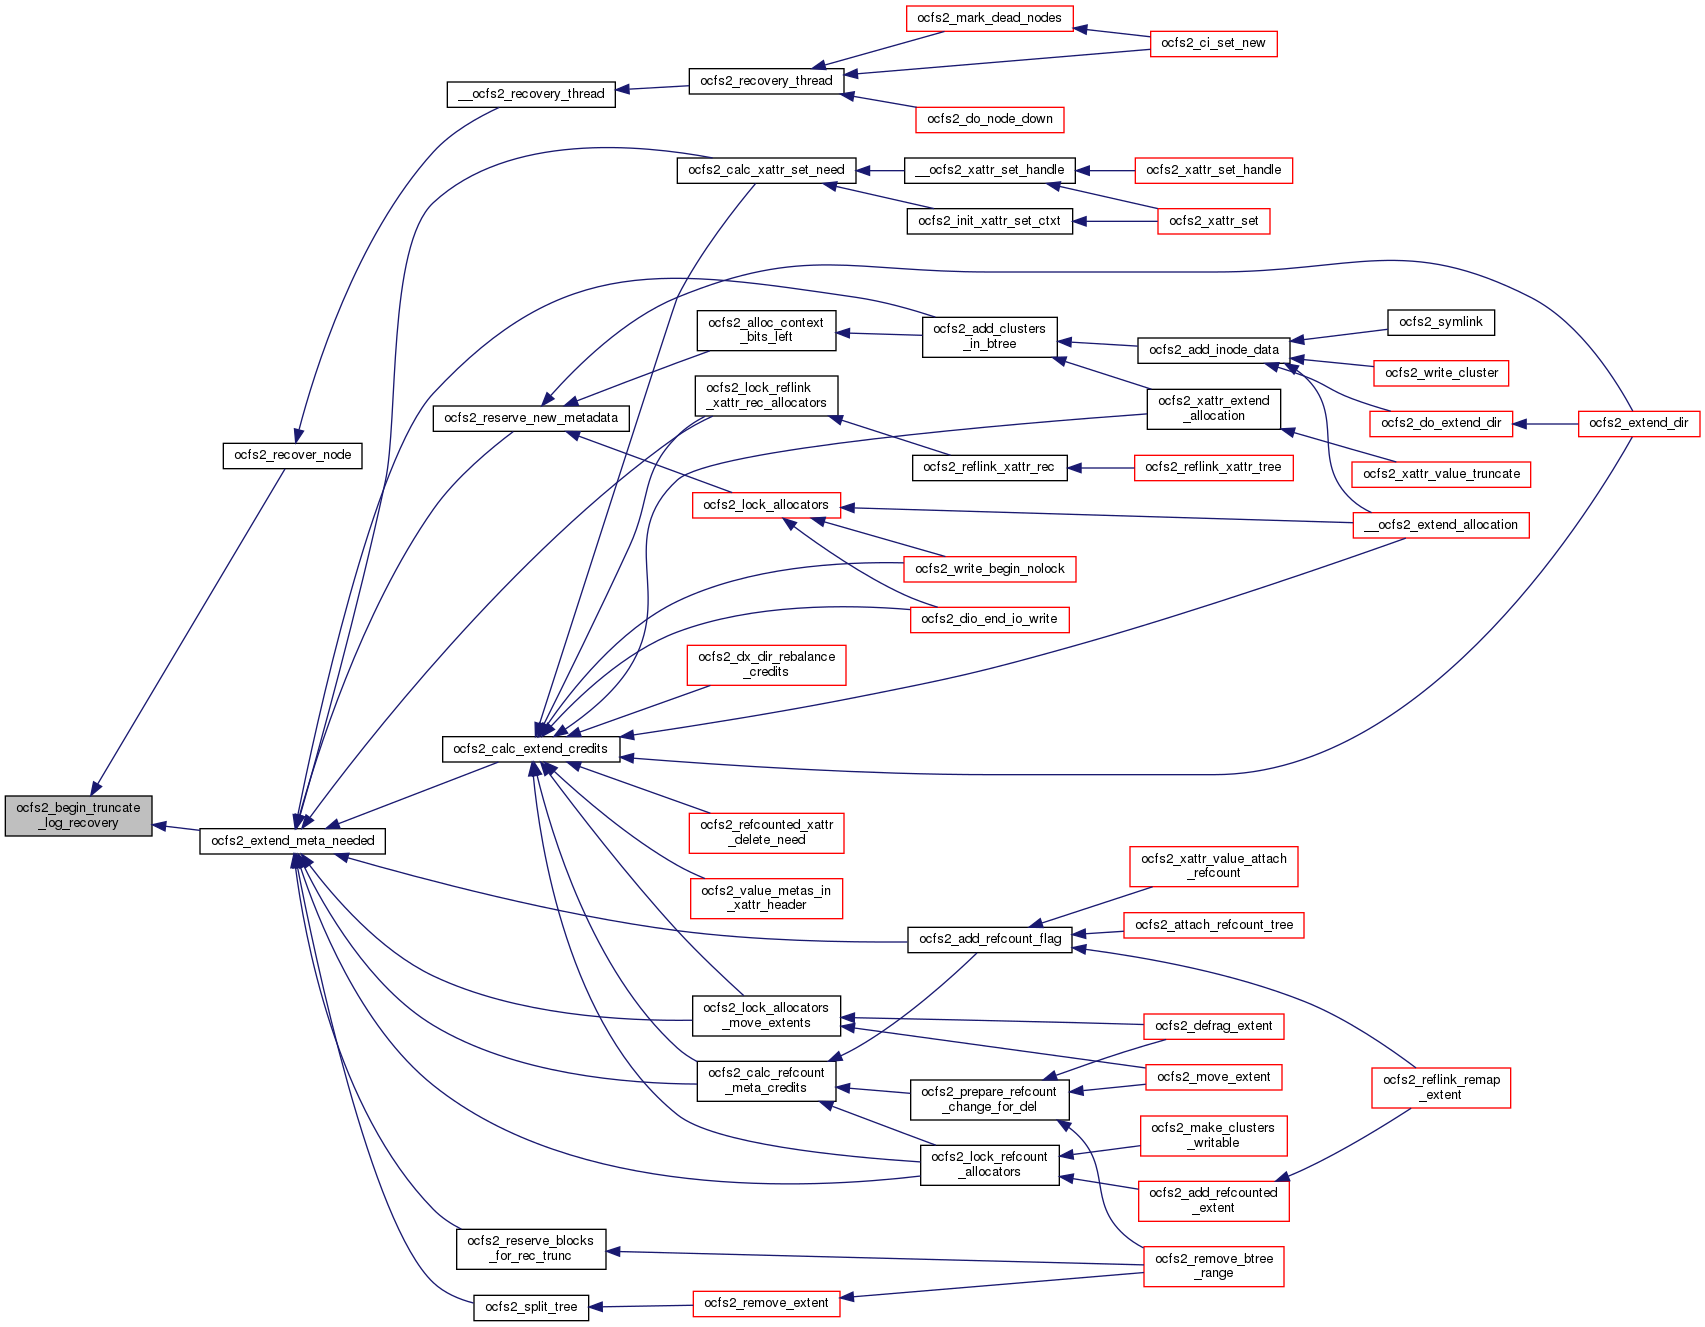 ocfs2_mark_dead_nodes
ocfs2_ci_set_new
ocfs2_recovery_thread
__ocfs2_recovery_thread
ocfs2_do_node_down
ocfs2_calc_xattr_set_need
__ocfs2_xattr_set_handle
ocfs2_xattr_set_handle
ocfs2_init_xattr_set_ctxt
ocfs2_xattr_set
ocfs2_alloc_context
_bits_left
ocfs2_add_clusters
_in_btree
ocfs2_symlink
ocfs2_add_inode_data
ocfs2_write_cluster
ocfs2_lock_reflink
_xattr_rec_allocators
ocfs2_xattr_extend
_allocation
ocfs2_reserve_new_metadata
ocfs2_do_extend_dir
ocfs2_extend_dir
ocfs2_recover_node
ocfs2_reflink_xattr_rec
ocfs2_reflink_xattr_tree
ocfs2_xattr_value_truncate
ocfs2_lock_allocators
__ocfs2_extend_allocation
ocfs2_write_begin_nolock
ocfs2_dio_end_io_write
ocfs2_dx_dir_rebalance
_credits
ocfs2_calc_extend_credits
ocfs2_begin_truncate
_log_recovery
ocfs2_extend_meta_needed
ocfs2_refcounted_xattr
_delete_need
ocfs2_xattr_value_attach
_refcount
ocfs2_value_metas_in
_xattr_header
ocfs2_attach_refcount_tree
ocfs2_add_refcount_flag
ocfs2_lock_allocators
_move_extents
ocfs2_defrag_extent
ocfs2_calc_refcount
_meta_credits
ocfs2_move_extent
ocfs2_prepare_refcount
_change_for_del
ocfs2_reflink_remap
_extent
ocfs2_make_clusters
_writable
ocfs2_lock_refcount
_allocators
ocfs2_add_refcounted
_extent
ocfs2_reserve_blocks
_for_rec_trunc
ocfs2_remove_btree
_range
ocfs2_split_tree
ocfs2_remove_extent